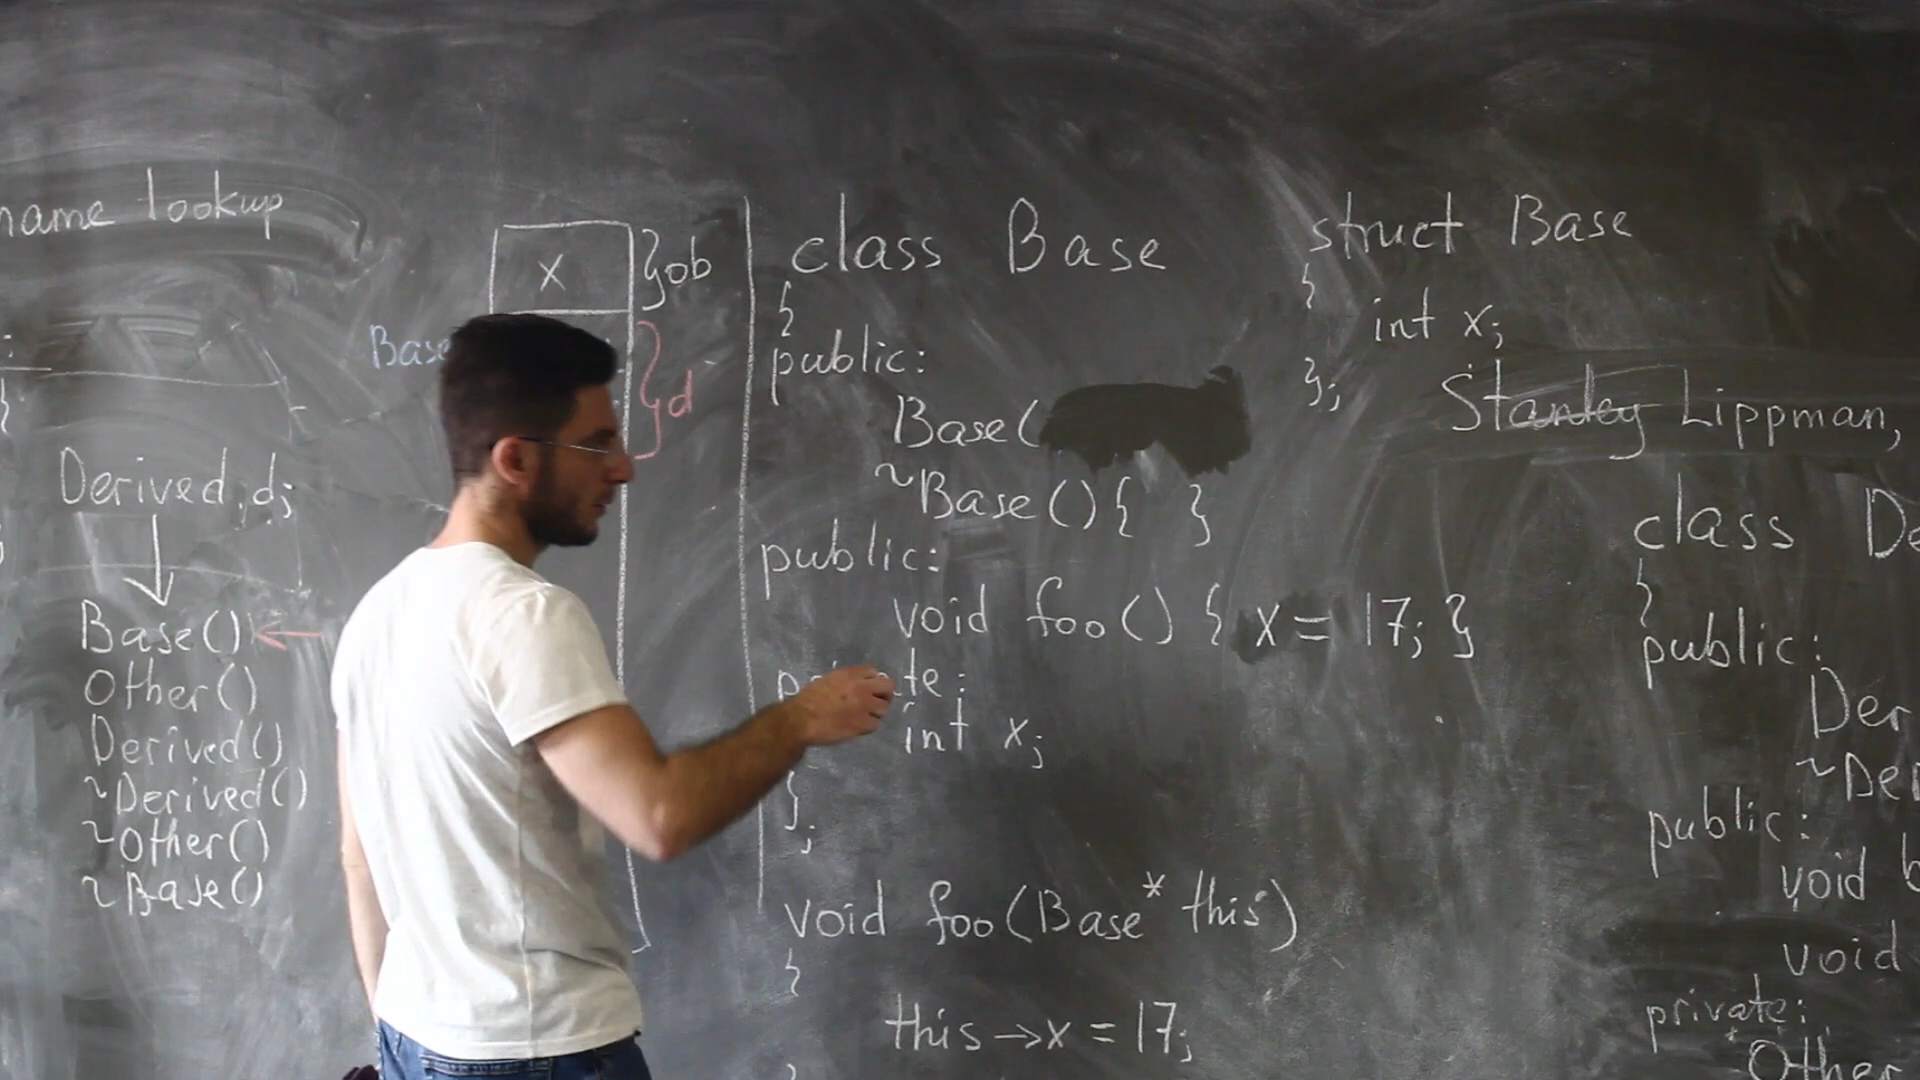 name lookup
:
}
Derived d;
Base()
Other()
Derived()
~Derived()
~Other()
~Base()
x } ob
Base
} d
class Base
{
public:
Base(
~Base(){ }
public:
void foo() { x = 17; }
te:
int x;
};
void foo(Base* this)
{
this→x = 17;
struct Base
{
int x;
};
Stanley Lippman,
class De
{
public:
Der
~Der
public:
void b
void
private:
Other